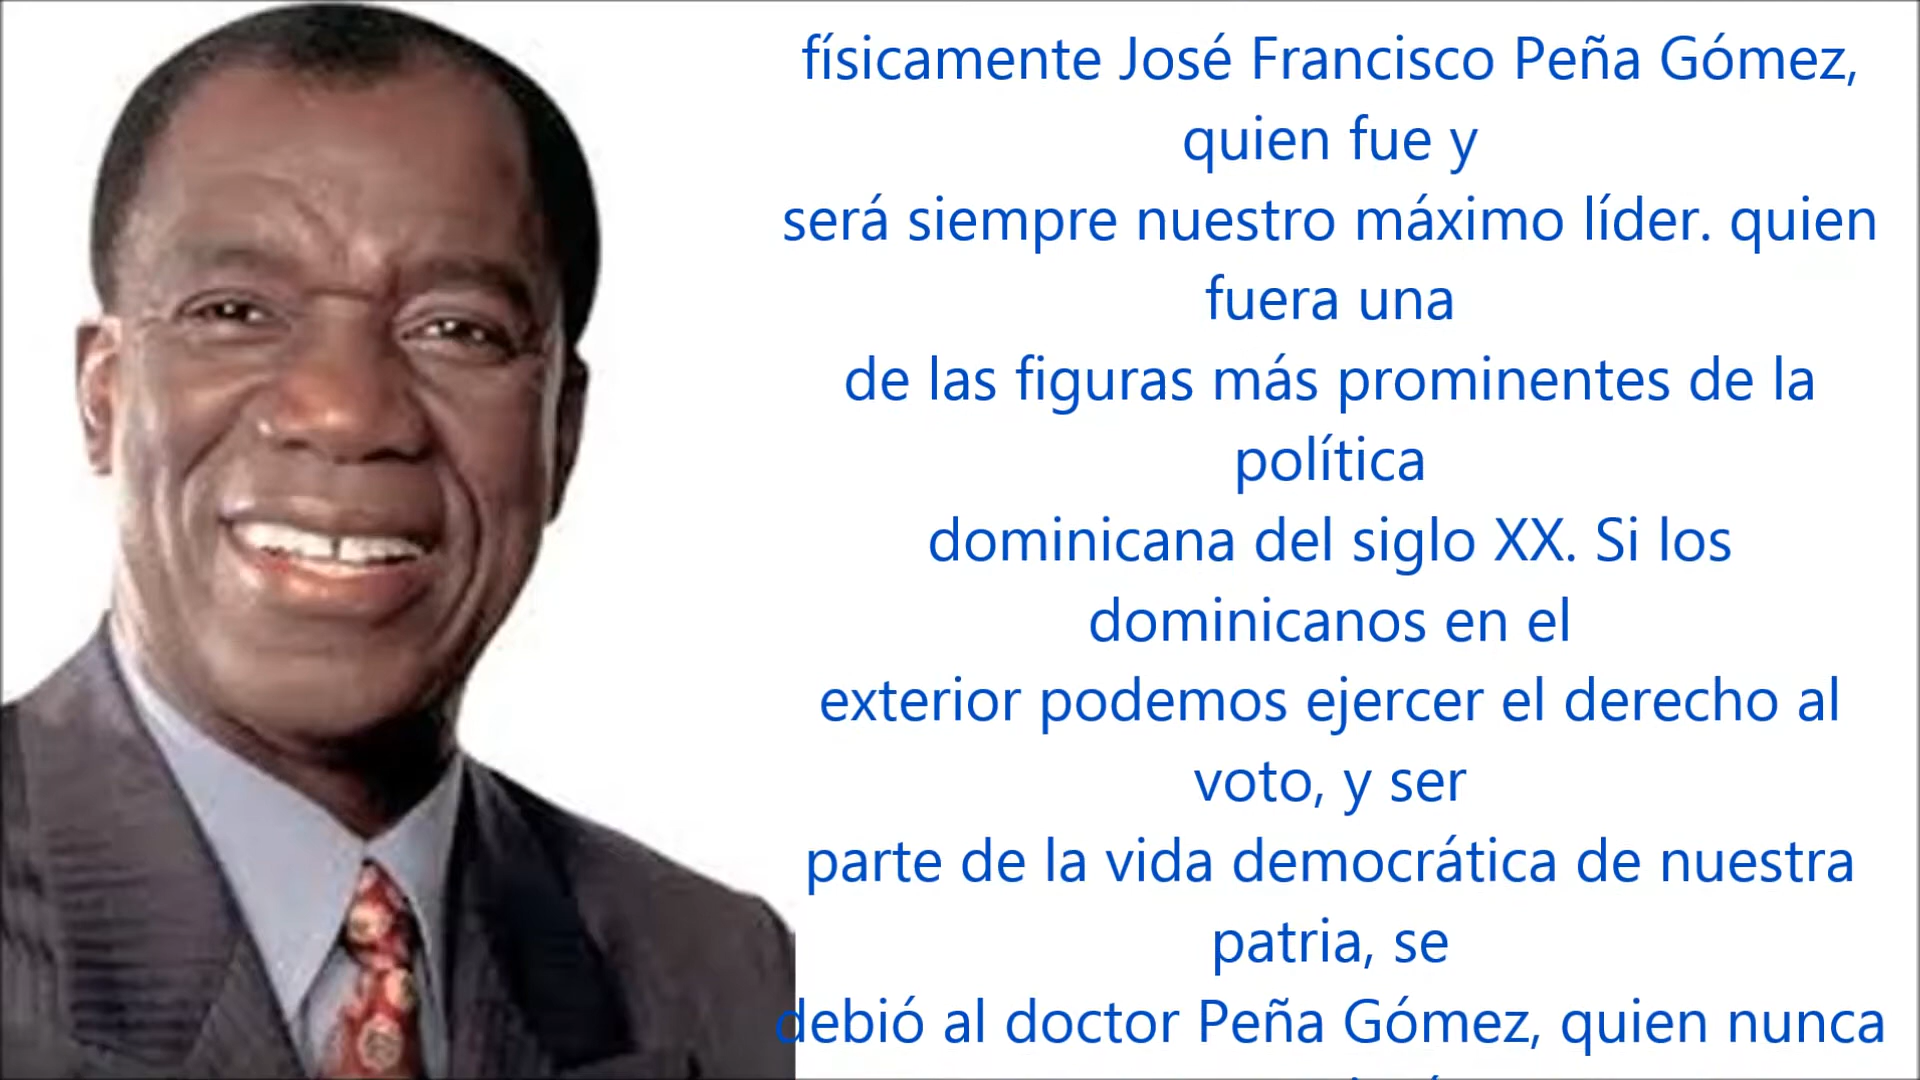 físicamente José Francisco Peña Gómez,
quien fue y
será siempre nuestro máximo líder. quien
fuera una
de las figuras más prominentes de la
política
dominicana del siglo XX. Si los
dominicanos en el
exterior podemos ejercer el derecho al
voto, y ser
parte de la vida democrática de nuestra
patria, se
debió al doctor Peña Gómez, quien nunca